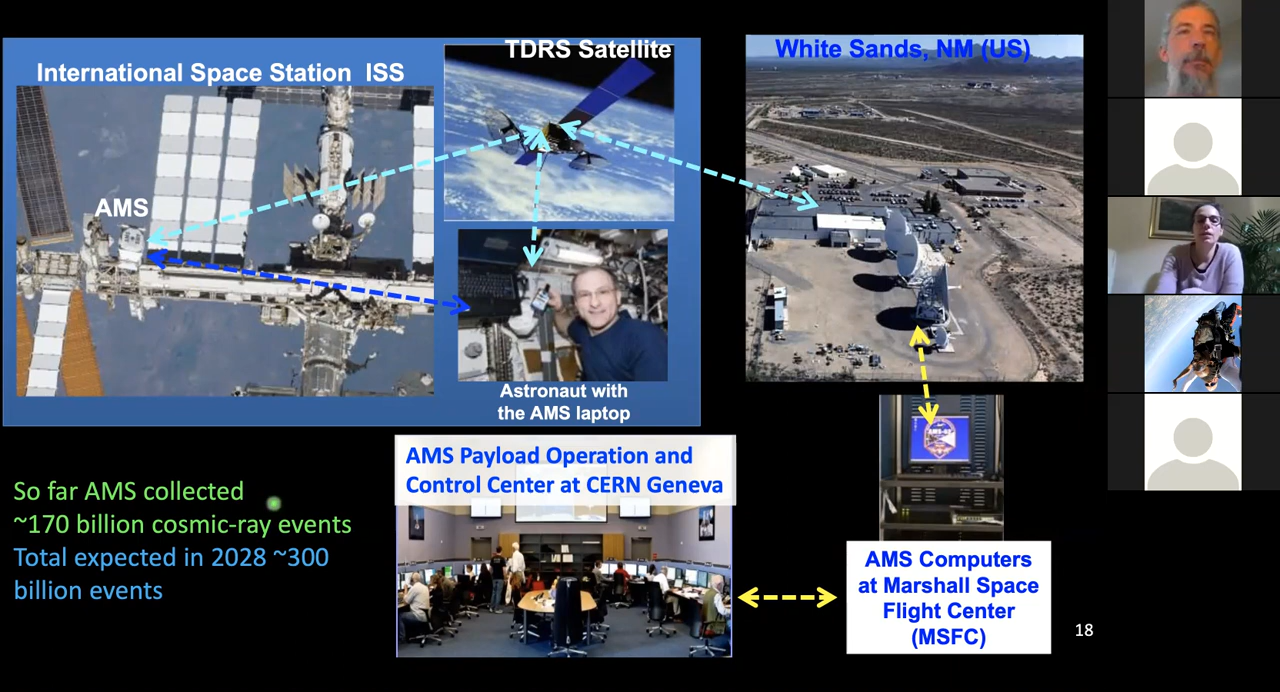 International Space Station ISS
TDRS Satellite
White Sands, NM (US)
AMS
Astronaut with
the AMS laptop
AMS Payload Operation and
Control Center at CERN Geneva
So far AMS collected
~170 billion cosmic-ray events
Total expected in 2028 ~300
billion events
AMS-02
AMS Computers
at Marshall Space
Flight Center
(MSFC)
18